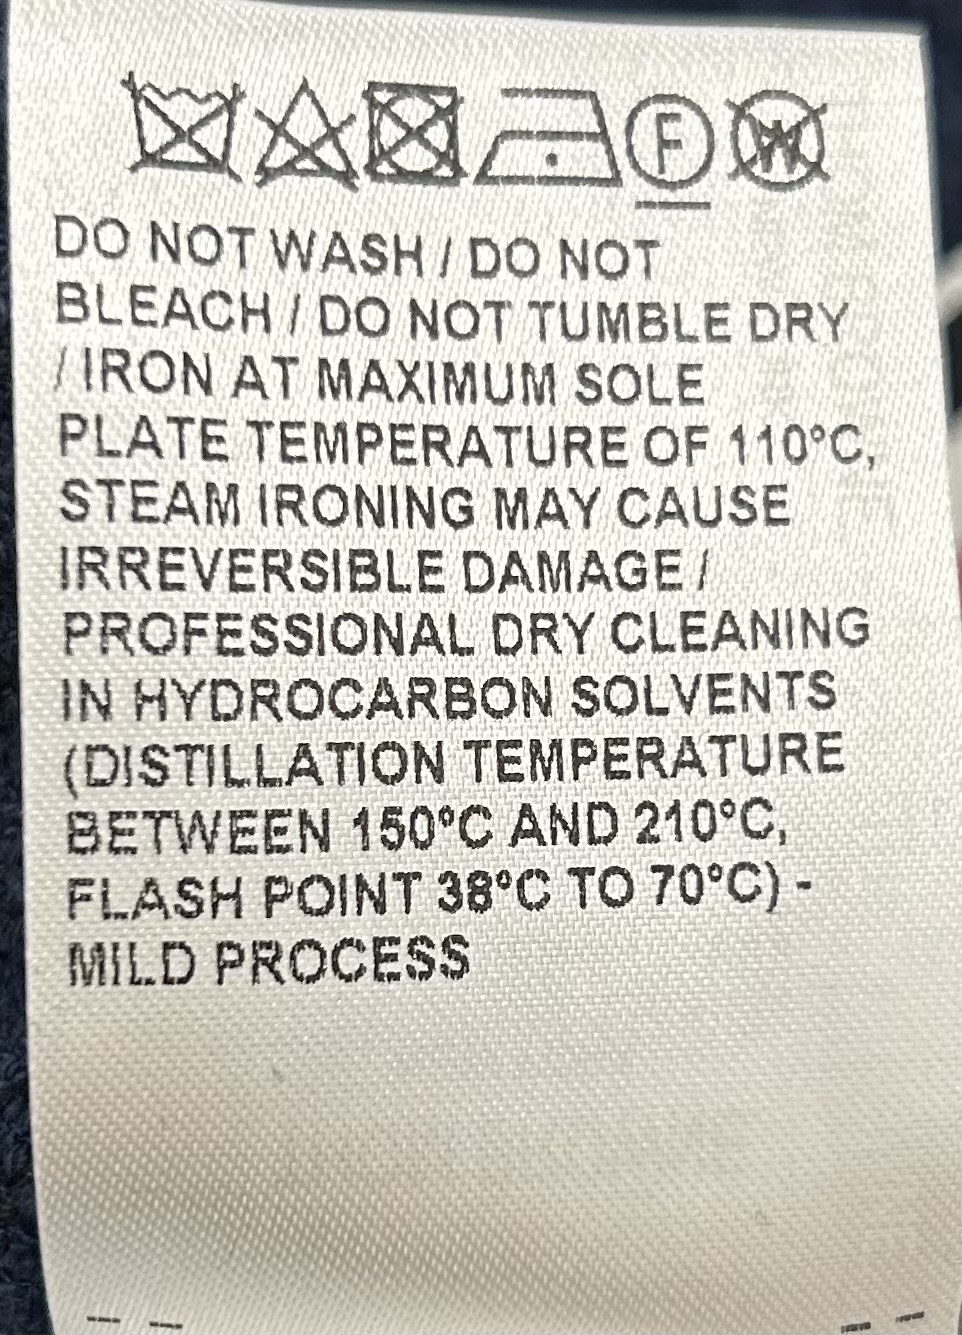 F W
DO NOT WASH / DO NOT
BLEACH / DO NOT TUMBLE DRY
/ IRON AT MAXIMUM SOLE
PLATE TEMPERATURE OF 110°C,
STEAM IRONING MAY CAUSE
IRREVERSIBLE DAMAGE /
PROFESSIONAL DRY CLEANING
IN HYDROCARBON SOLVENTS
(DISTILLATION TEMPERATURE
BETWEEN 150°C AND 210°C,
FLASH POINT 38°C TO 70°C) -
MILD PROCESS